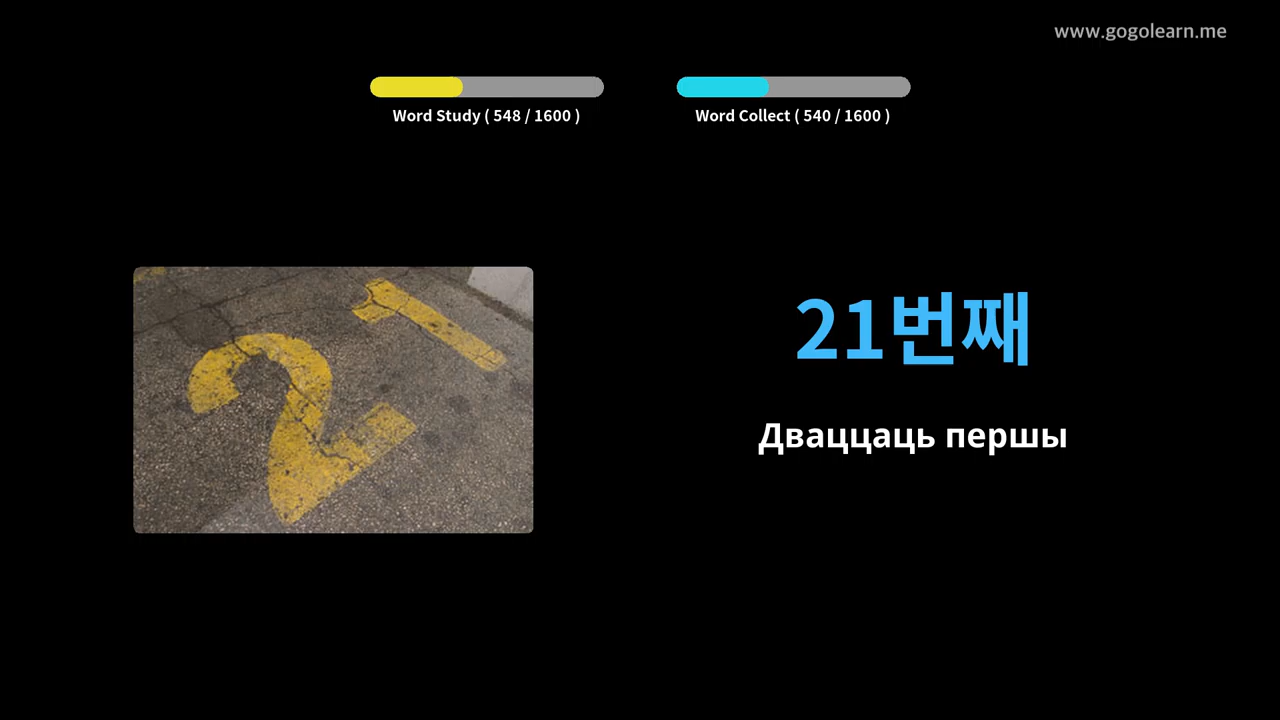 www.gogolearn.me
Word Study ( 548 / 1600 )
Word Collect ( 540 / 1600 )
21
21번째
Дваццаць першы